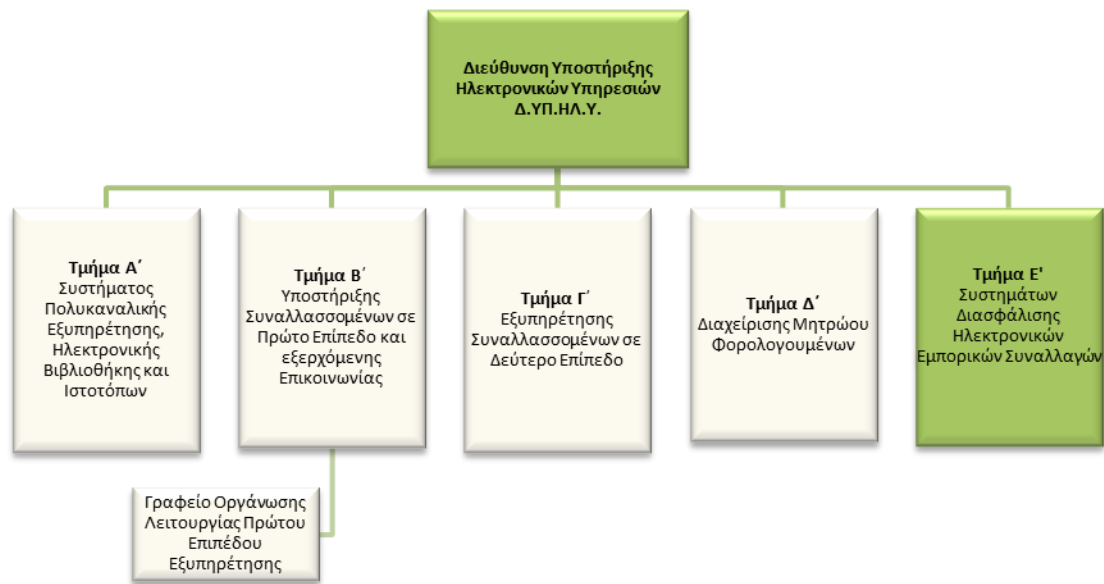 Διεύθυνση Υποστήριξης
Ηλεκτρονικών Υπηρεσιών
Δ.ΥΠ.ΗΛ.Υ.
Τμήμα Α΄
Συστήματος
Πολυκαναλικής
Εξυπηρέτησης,
Ηλεκτρονικής
Βιβλιοθήκης και
Ιστοτόπων
Τμήμα Β΄
Υποστήριξης
Συναλλασσομένων σε
Πρώτο Επίπεδο και
εξερχόμενης
Επικοινωνίας
Τμήμα Γ΄
Εξυπηρέτησης
Συναλλασσομένων σε
Δεύτερο Επίπεδο
Τμήμα Δ΄
Διαχείρισης Μητρώου
Φορολογουμένων
Τμήμα Ε'
Συστημάτων
Διασφάλισης
Ηλεκτρονικών
Εμπορικών Συναλλαγών
Γραφείο Οργάνωσης
Λειτουργίας Πρώτου
Επιπέδου
Εξυπηρέτησης